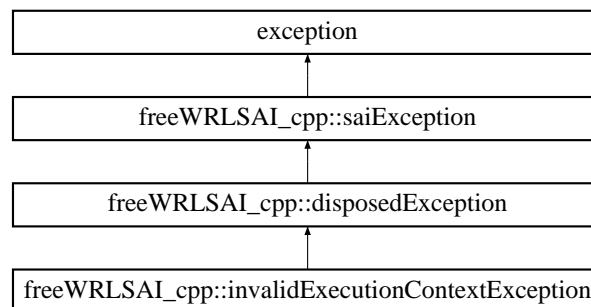 exception
freeWRLSAI_cpp::saiException
freeWRLSAI_cpp::disposedException
freeWRLSAI_cpp::invalidExecutionContextException